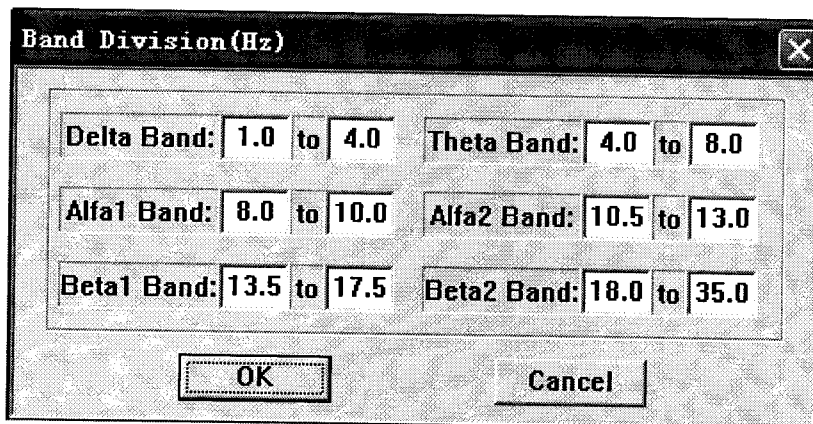 Band Division(Hz)
Delta Band: 1.0 to 4.0 Theta Band: 4.0 to 8.0
Alfa1 Band: 8.0 to 10.0 Alfa2 Band: 10.5 to 13.0
Beta1 Band: 13.5 to 17.5 Beta2 Band: 18.0 to 35.0
OK Cancel